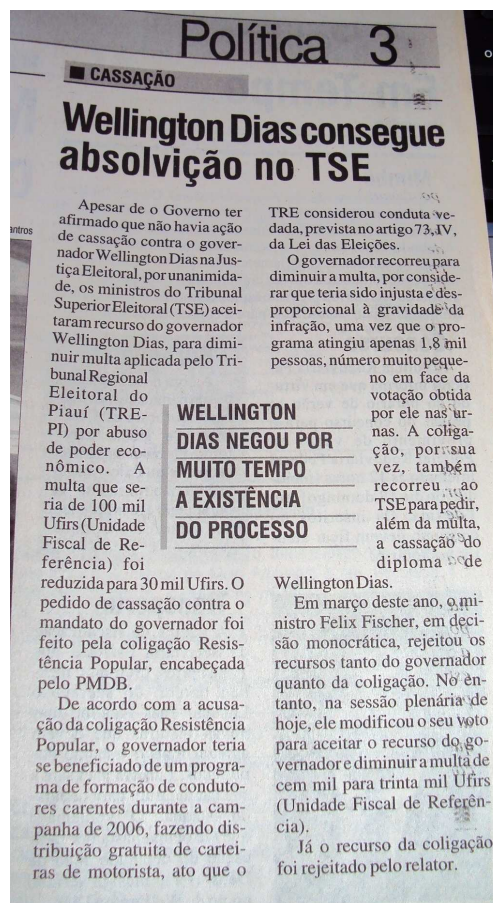 Política 3
■ CASSAÇÃO
Wellington Dias consegue
absolvição no TSE
Apesar de o Governo ter
afirmado que não havia ação
de cassação contra o gover-
nador Wellington Dias na Jus-
tiça Eleitoral, por unanimida-
de, os ministros do Tribunal
Superior Eleitoral (TSE) acei-
taram recurso do governador
Wellington Dias, para dimi-
nuir multa aplicada pelo Tri-
bunal Regional
Eleitoral do
Piauí (TRE-
PI) por abuso
de poder eco-
nômico. A
multa que se-
ria de 100 mil
Ufirs (Unidade
Fiscal de Re-
ferência) foi
reduzida para 30 mil Ufirs. O
pedido de cassação contra o
mandato do governador foi
feito pela coligação Resis-
tência Popular, encabeçada
pelo PMDB.
De acordo com a acusa-
ção da coligação Resistência
Popular, o governador teria
se beneficiado de um progra-
ma de formação de conduto-
res carentes durante a cam-
panha de 2006, fazendo dis-
tribuição gratuita de cartei-
ras de motorista, ato que o
WELLINGTON
DIAS NEGOU POR
MUITO TEMPO
A EXISTÊNCIA
DO PROCESSO
TRE considerou conduta ve-
dada, prevista no artigo 73, IV,
da Lei das Eleições.
O governador recorreu para
diminuir a multa, por conside-
rar que teria sido injusta e des-
proporcional à gravidade da
infração, uma vez que o pro-
grama atingiu apenas 1,8 mil
pessoas, número muito peque-
no em face da
votação obtida
por ele nas ur-
nas. A coliga-
ção, por sua
vez, também
recorreu ao
TSE para pedir,
além da multa,
a cassação do
diploma de
Wellington Dias.
Em março deste ano, o mi-
nistro Felix Fischer, em deci-
são monocrática, rejeitou os
recursos tanto do governador
quanto da coligação. No en-
tanto, na sessão plenária de
hoje, ele modificou o seu voto
para aceitar o recurso do go-
vernador e diminuir a multa de
cem mil para trinta mil Ufirs
(Unidade Fiscal de Referên-
cia).
Já o recurso da coligação
foi rejeitado pelo relator.